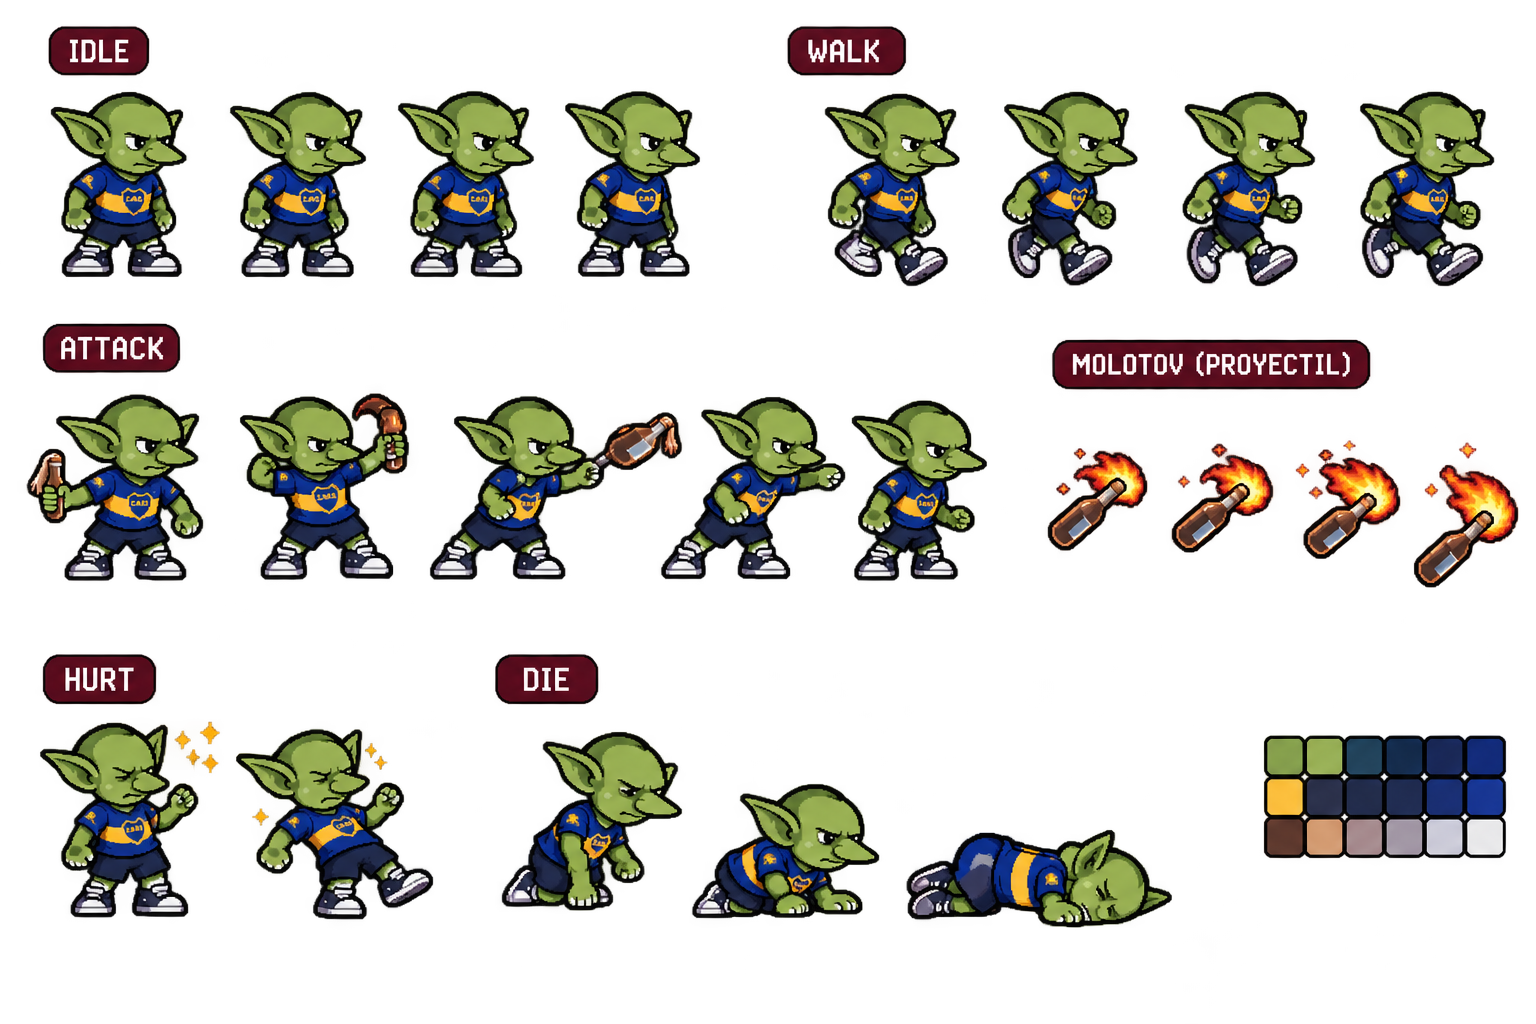 IDLE
WALK
ATTACK
MOLOTOV (PROYECTIL)
HURT
DIE